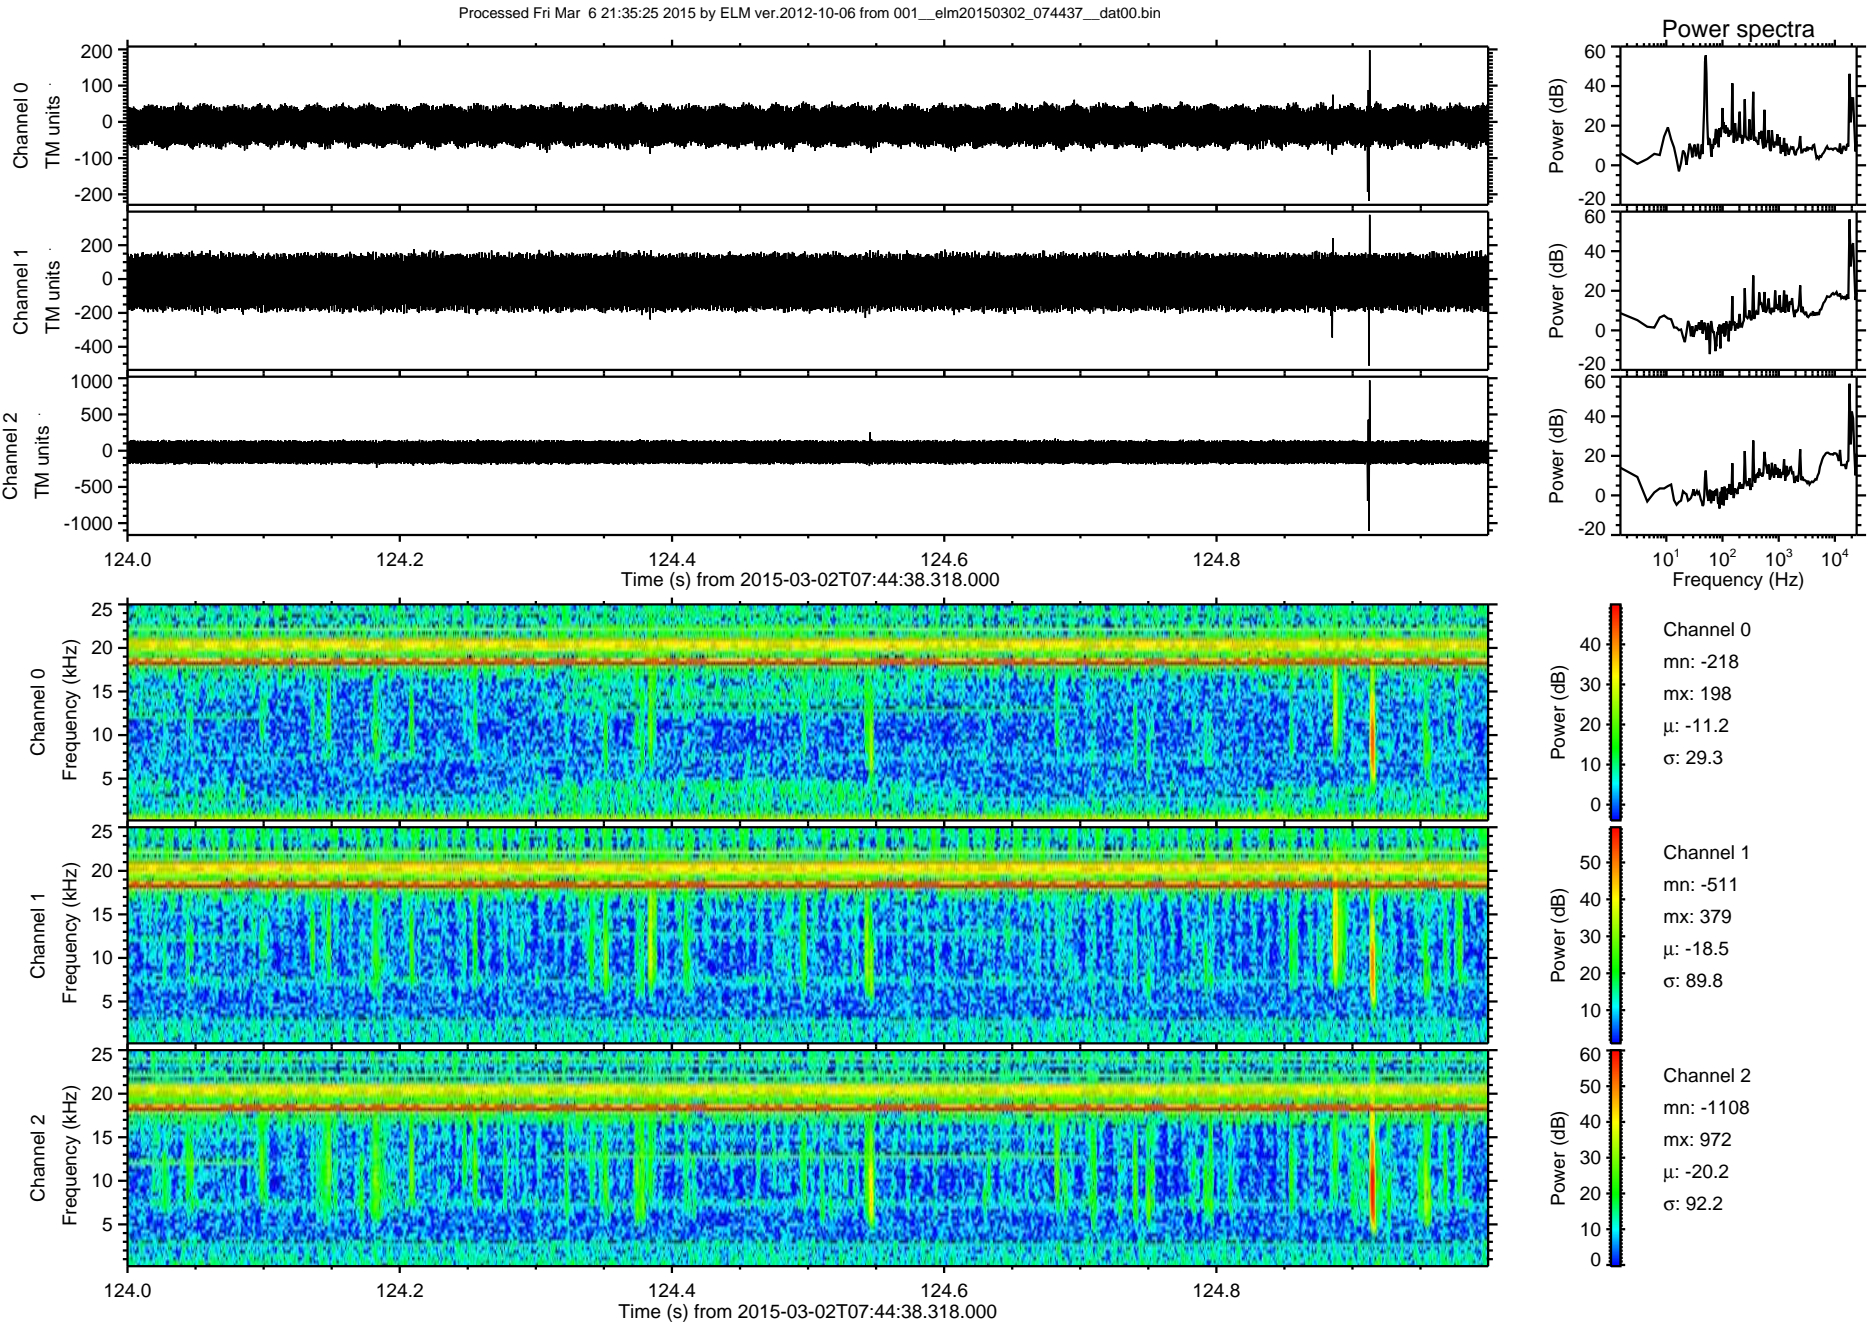 Processed Fri Mar 6 21:35:25 2015 by ELM ver.2012-10-06 from 001__elm20150302_074437__dat00.bin
Power spectra
Channel 0
TM units
200
100
0
-100
-200
Power (dB)
60
40
20
0
-20
Channel 1
TM units
200
0
-200
-400
Power (dB)
60
40
20
0
-20
Channel 2
TM units
1000
500
0
-500
-1000
Power (dB)
60
40
20
0
-20
124.0
124.2
124.4
124.6
124.8
Time (s) from 2015-03-02T07:44:38.318.000
10^1
10^2
10^3
10^4
Frequency (Hz)
Channel 0
Frequency (kHz)
25
20
15
10
5
Power (dB)
40
30
20
10
0
Channel 0
mn: -218
mx: 198
μ: -11.2
σ: 29.3
Channel 1
Frequency (kHz)
25
20
15
10
5
Power (dB)
50
40
30
20
10
Channel 1
mn: -511
mx: 379
μ: -18.5
σ: 89.8
Channel 2
Frequency (kHz)
25
20
15
10
5
Power (dB)
60
50
40
30
20
10
0
Channel 2
mn: -1108
mx: 972
μ: -20.2
σ: 92.2
124.0
124.2
124.4
124.6
124.8
Time (s) from 2015-03-02T07:44:38.318.000